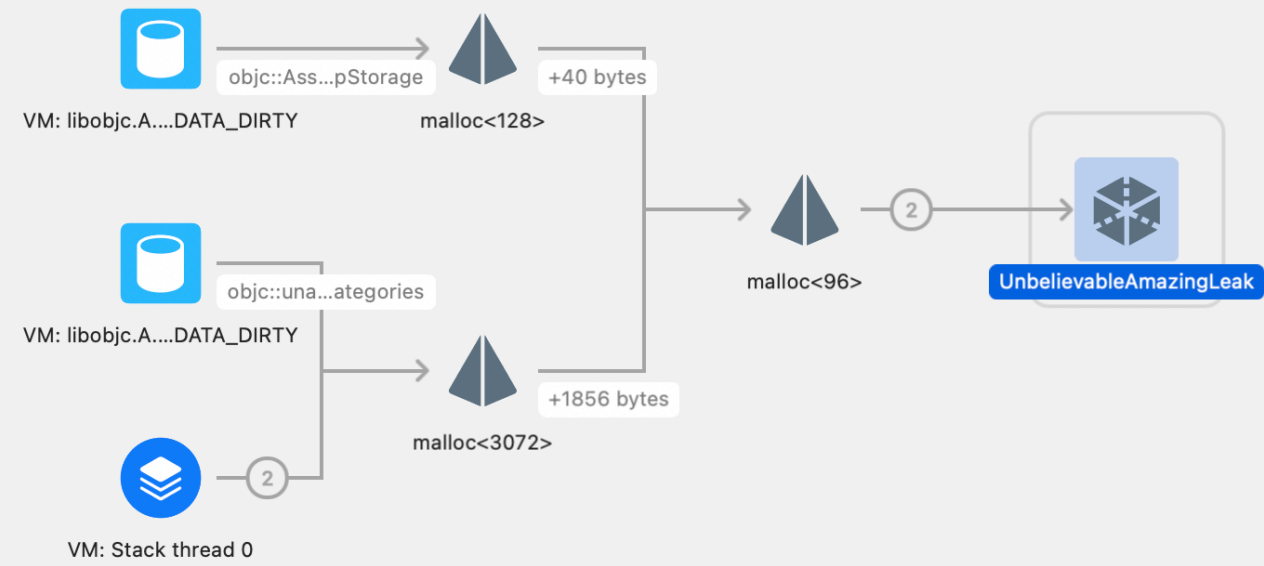 objc::Ass...pStorage
+40 bytes
VM: libobjc.A....DATA_DIRTY
malloc<128>
2
malloc<96>
UnbelievableAmazingLeak
objc::una...ategories
VM: libobjc.A....DATA_DIRTY
+1856 bytes
malloc<3072>
2
VM: Stack thread 0